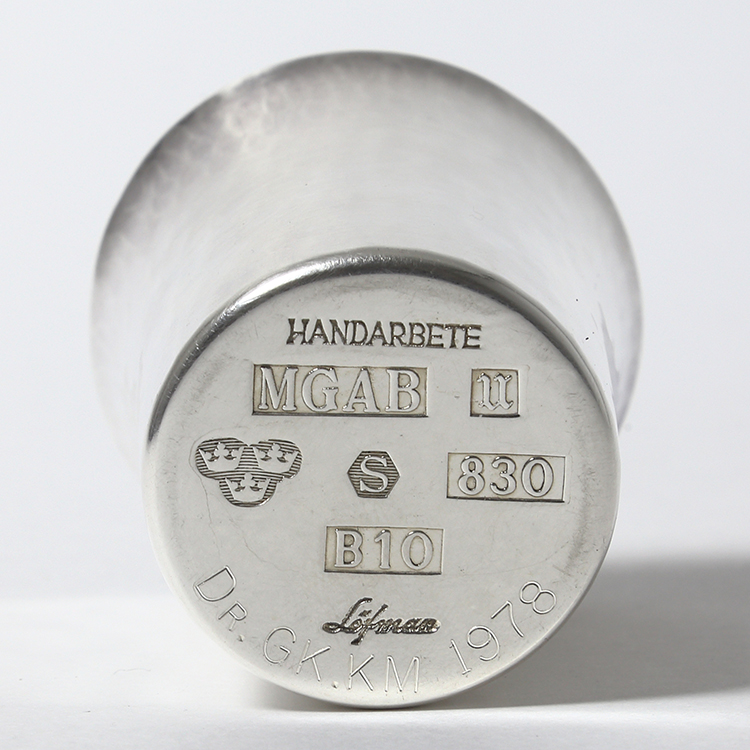 HANDARBETE
MGAB u
S 830
B10
Löfman
DR. GK.KM 1978